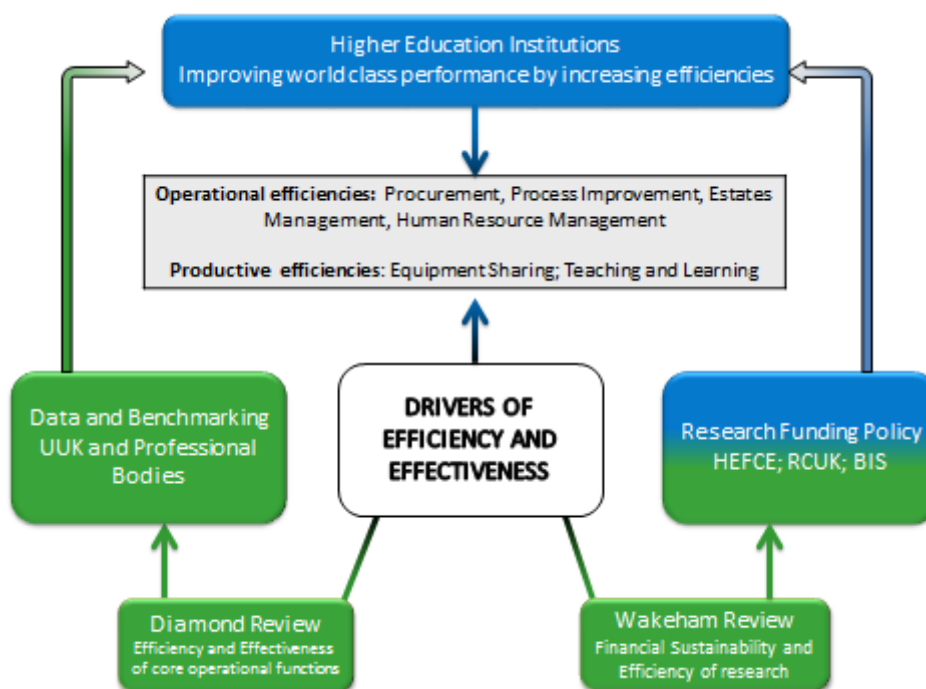 Higher Education Institutions
Improving world class performance by increasing efficiencies
Operational efficiencies: Procurement, Process Improvement, Estates
Management, Human Resource Management
Productive efficiencies: Equipment Sharing; Teaching and Learning
Data and Benchmarking
UUK and Professional
Bodies
DRIVERS OF
EFFICIENCY AND
EFFECTIVENESS
Research Funding Policy
HEFCE; RCUK; BIS
Diamond Review
Efficiency and Effectiveness
of core operational functions
Wakeham Review
Financial Sustainability and
Efficiency of research